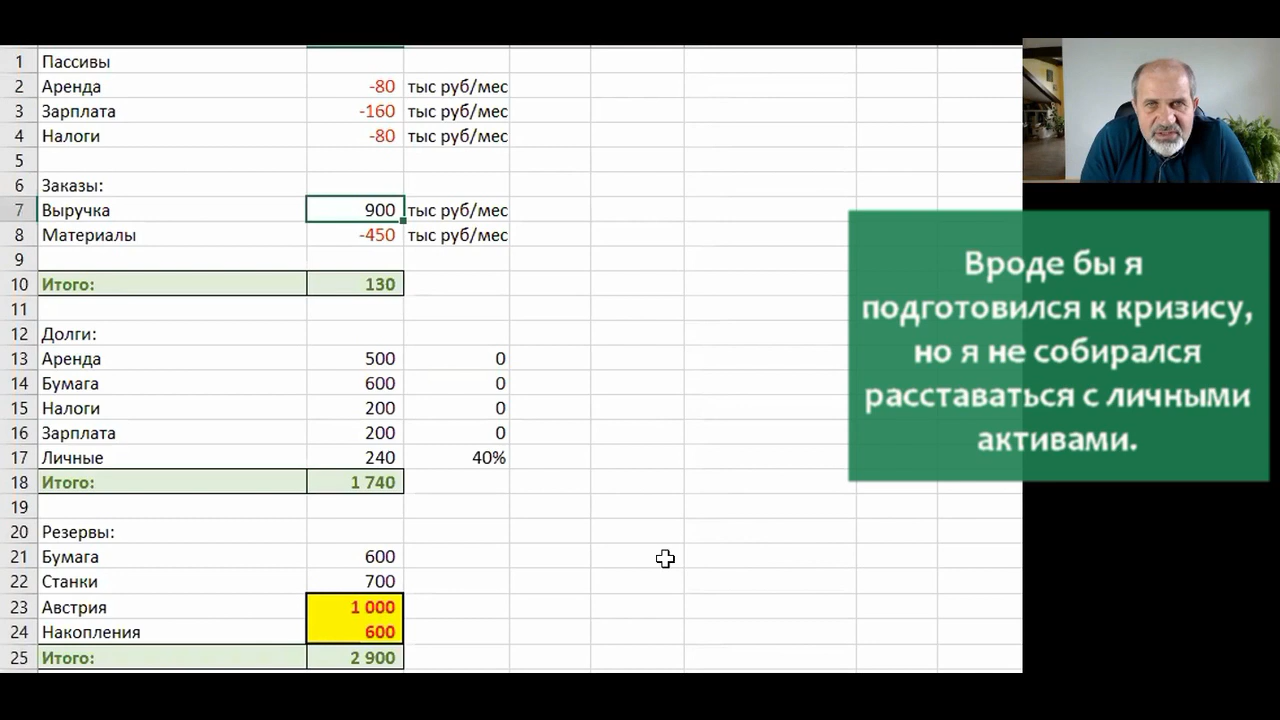 1 Пассивы
2 Аренда -80 тыс руб/мес
3 Зарплата -160 тыс руб/мес
4 Налоги -80 тыс руб/мес
5
6 Заказы:
7 Выручка 900 тыс руб/мес
8 Материалы -450 тыс руб/мес
9
10 Итого: 130
11
12 Долги:
13 Аренда 500 0
14 Бумага 600 0
15 Налоги 200 0
16 Зарплата 200 0
17 Личные 240 40%
18 Итого: 1 740
19
20 Резервы:
21 Бумага 600
22 Станки 700
23 Австрия 1 000
24 Накопления 600
25 Итого: 2 900
Вроде бы я
подготовился к кризису,
но я не собирался
расставаться с личными
активами.